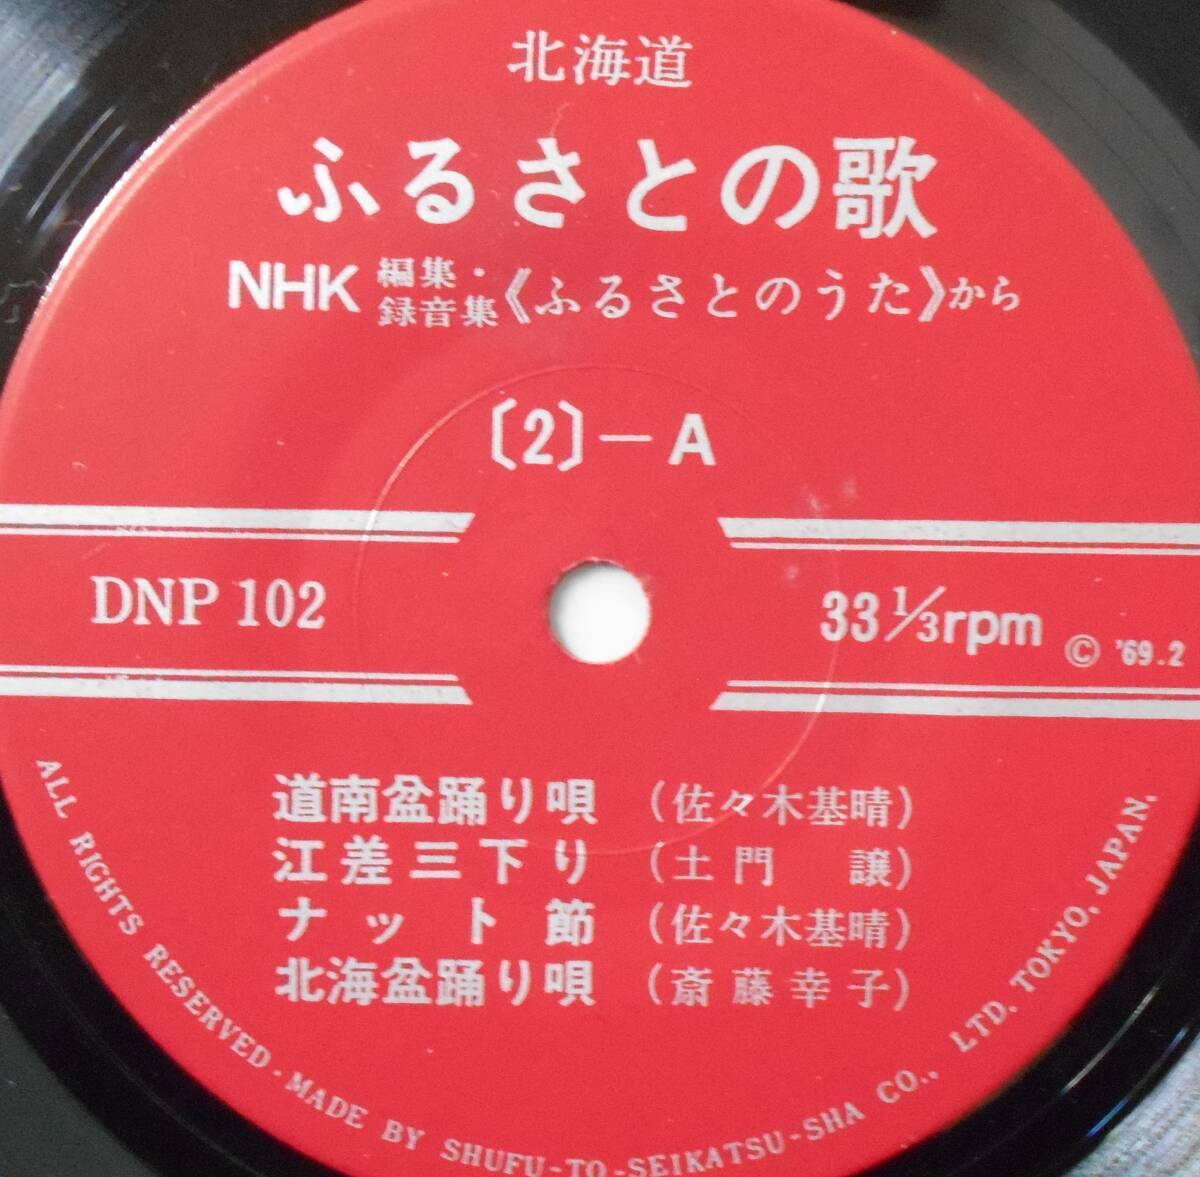 北海道
ふるさとの歌
NHK 編集・録音集《ふるさとのうた》から
〔2〕—A
DNP 102
33 1/3 rpm
© '69.2
道南盆踊り唄 (佐々木基晴)
江差三下り (土門 譲)
ナット節 (佐々木基晴)
北海盆踊り唄 (斎藤幸子)
ALL RIGHTS RESERVED・MADE BY SHUFU-TO-SEIKATSU-SHA CO., LTD. TOKYO, JAPAN.